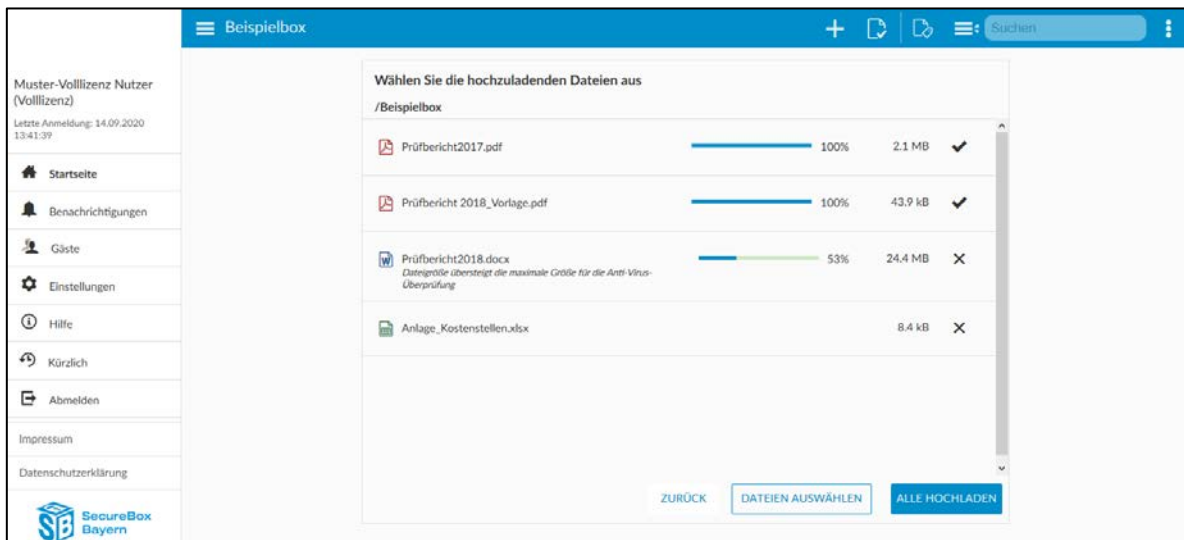 Beispielbox
Suchen
Muster-Volllizenz Nutzer
(Volllizenz)
Letzte Anmeldung: 14.09.2020
13:41:39
Startseite
Benachrichtigungen
Gäste
Einstellungen
Hilfe
Kürzlich
Abmelden
Impressum
Datenschutzerklärung
SB SecureBox
Bayern
Wählen Sie die hochzuladenden Dateien aus
/Beispielbox
Prüfbericht2017.pdf 100% 2.1 MB
Prüfbericht 2018_Vorlage.pdf 100% 43.9 kB
Prüfbericht2018.docx 53% 24.4 MB
Dateigröße übersteigt die maximale Größe für die Anti-Virus-
Überprüfung
Anlage_Kostenstellen.xlsx 8.4 kB
ZURÜCK DATEIEN AUSWÄHLEN ALLE HOCHLADEN